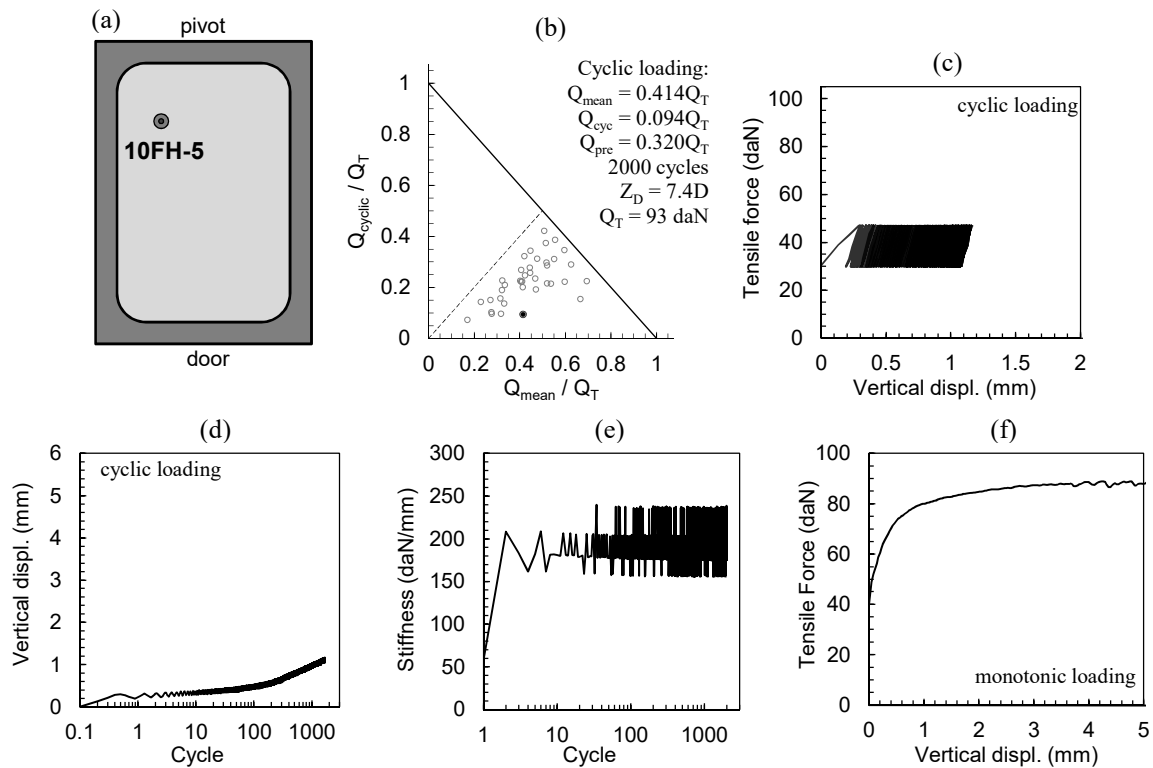 (a)
pivot
10FH-5
door
(b)
Cyclic loading:
Q_mean = 0.414Q_T
Q_cyc = 0.094Q_T
Q_pre = 0.320Q_T
2000 cycles
Z_D = 7.4D
Q_T = 93 daN
Q_cyclic / Q_T
1
0.8
0.6
0.4
0.2
0
0 0.2 0.4 0.6 0.8 1
Q_mean / Q_T
(c)
cyclic loading
Tensile force (daN)
100
80
60
40
20
0
0 0.5 1 1.5 2
Vertical displ. (mm)
(d)
cyclic loading
Vertical displ. (mm)
6
5
4
3
2
1
0
0.1 1 10 100 1000
Cycle
(e)
Stiffness (daN/mm)
300
250
200
150
100
50
0
1 10 100 1000
Cycle
(f)
Tensile Force (daN)
100
80
60
40
20
0
monotonic loading
0 1 2 3 4 5
Vertical displ. (mm)